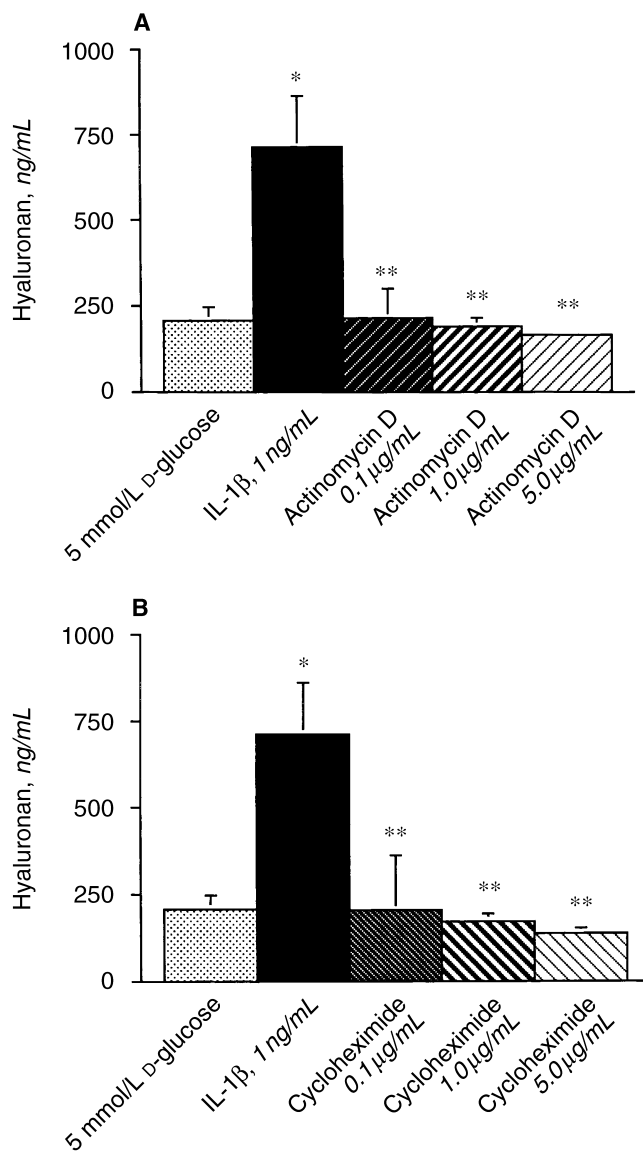 A
1000
750
500
250
0
Hyaluronan, ng/mL
*
**
**
**
5 mmol/L D-glucose
IL-1β, 1 ng/mL
Actinomycin D
0.1 µg/mL
Actinomycin D
1.0 µg/mL
Actinomycin D
5.0 µg/mL
B
1000
750
500
250
0
Hyaluronan, ng/mL
*
**
**
**
5 mmol/L D-glucose
IL-1β, 1 ng/mL
Cycloheximide
0.1 µg/mL
Cycloheximide
1.0 µg/mL
Cycloheximide
5.0 µg/mL